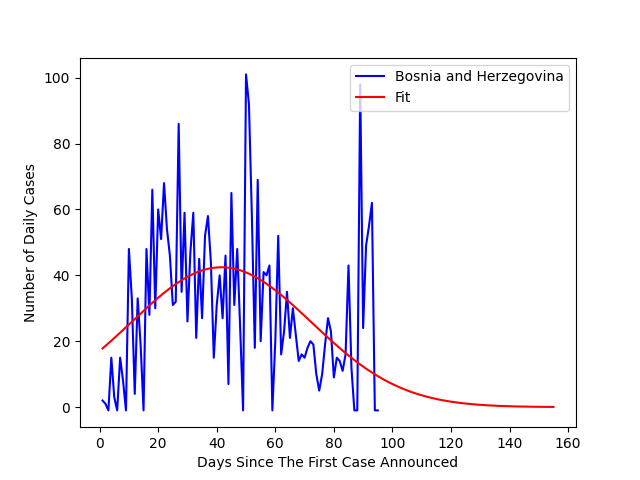 Bosnia and Herzegovina
Fit
Number of Daily Cases
100
80
60
40
20
0
0 20 40 60 80 100 120 140 160
Days Since The First Case Announced